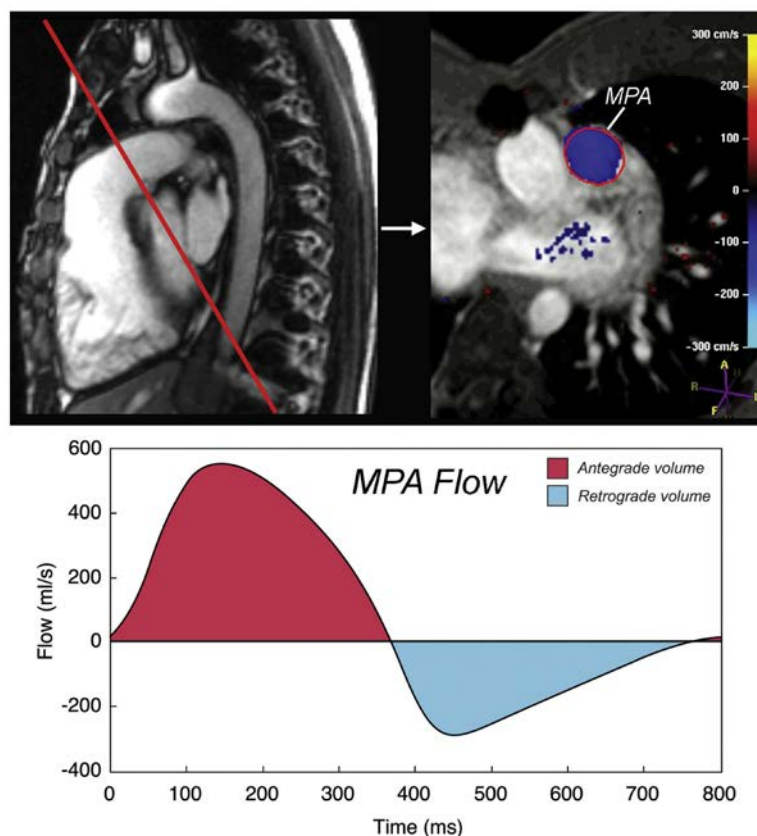 300 cm/s
MPA
200
100
0
-100
-200
-300 cm/s
A
R
F
MPA Flow
Antegrade volume
Retrograde volume
Flow (ml/s)
600
400
200
0
-200
-400
0 100 200 300 400 500 600 700 800
Time (ms)